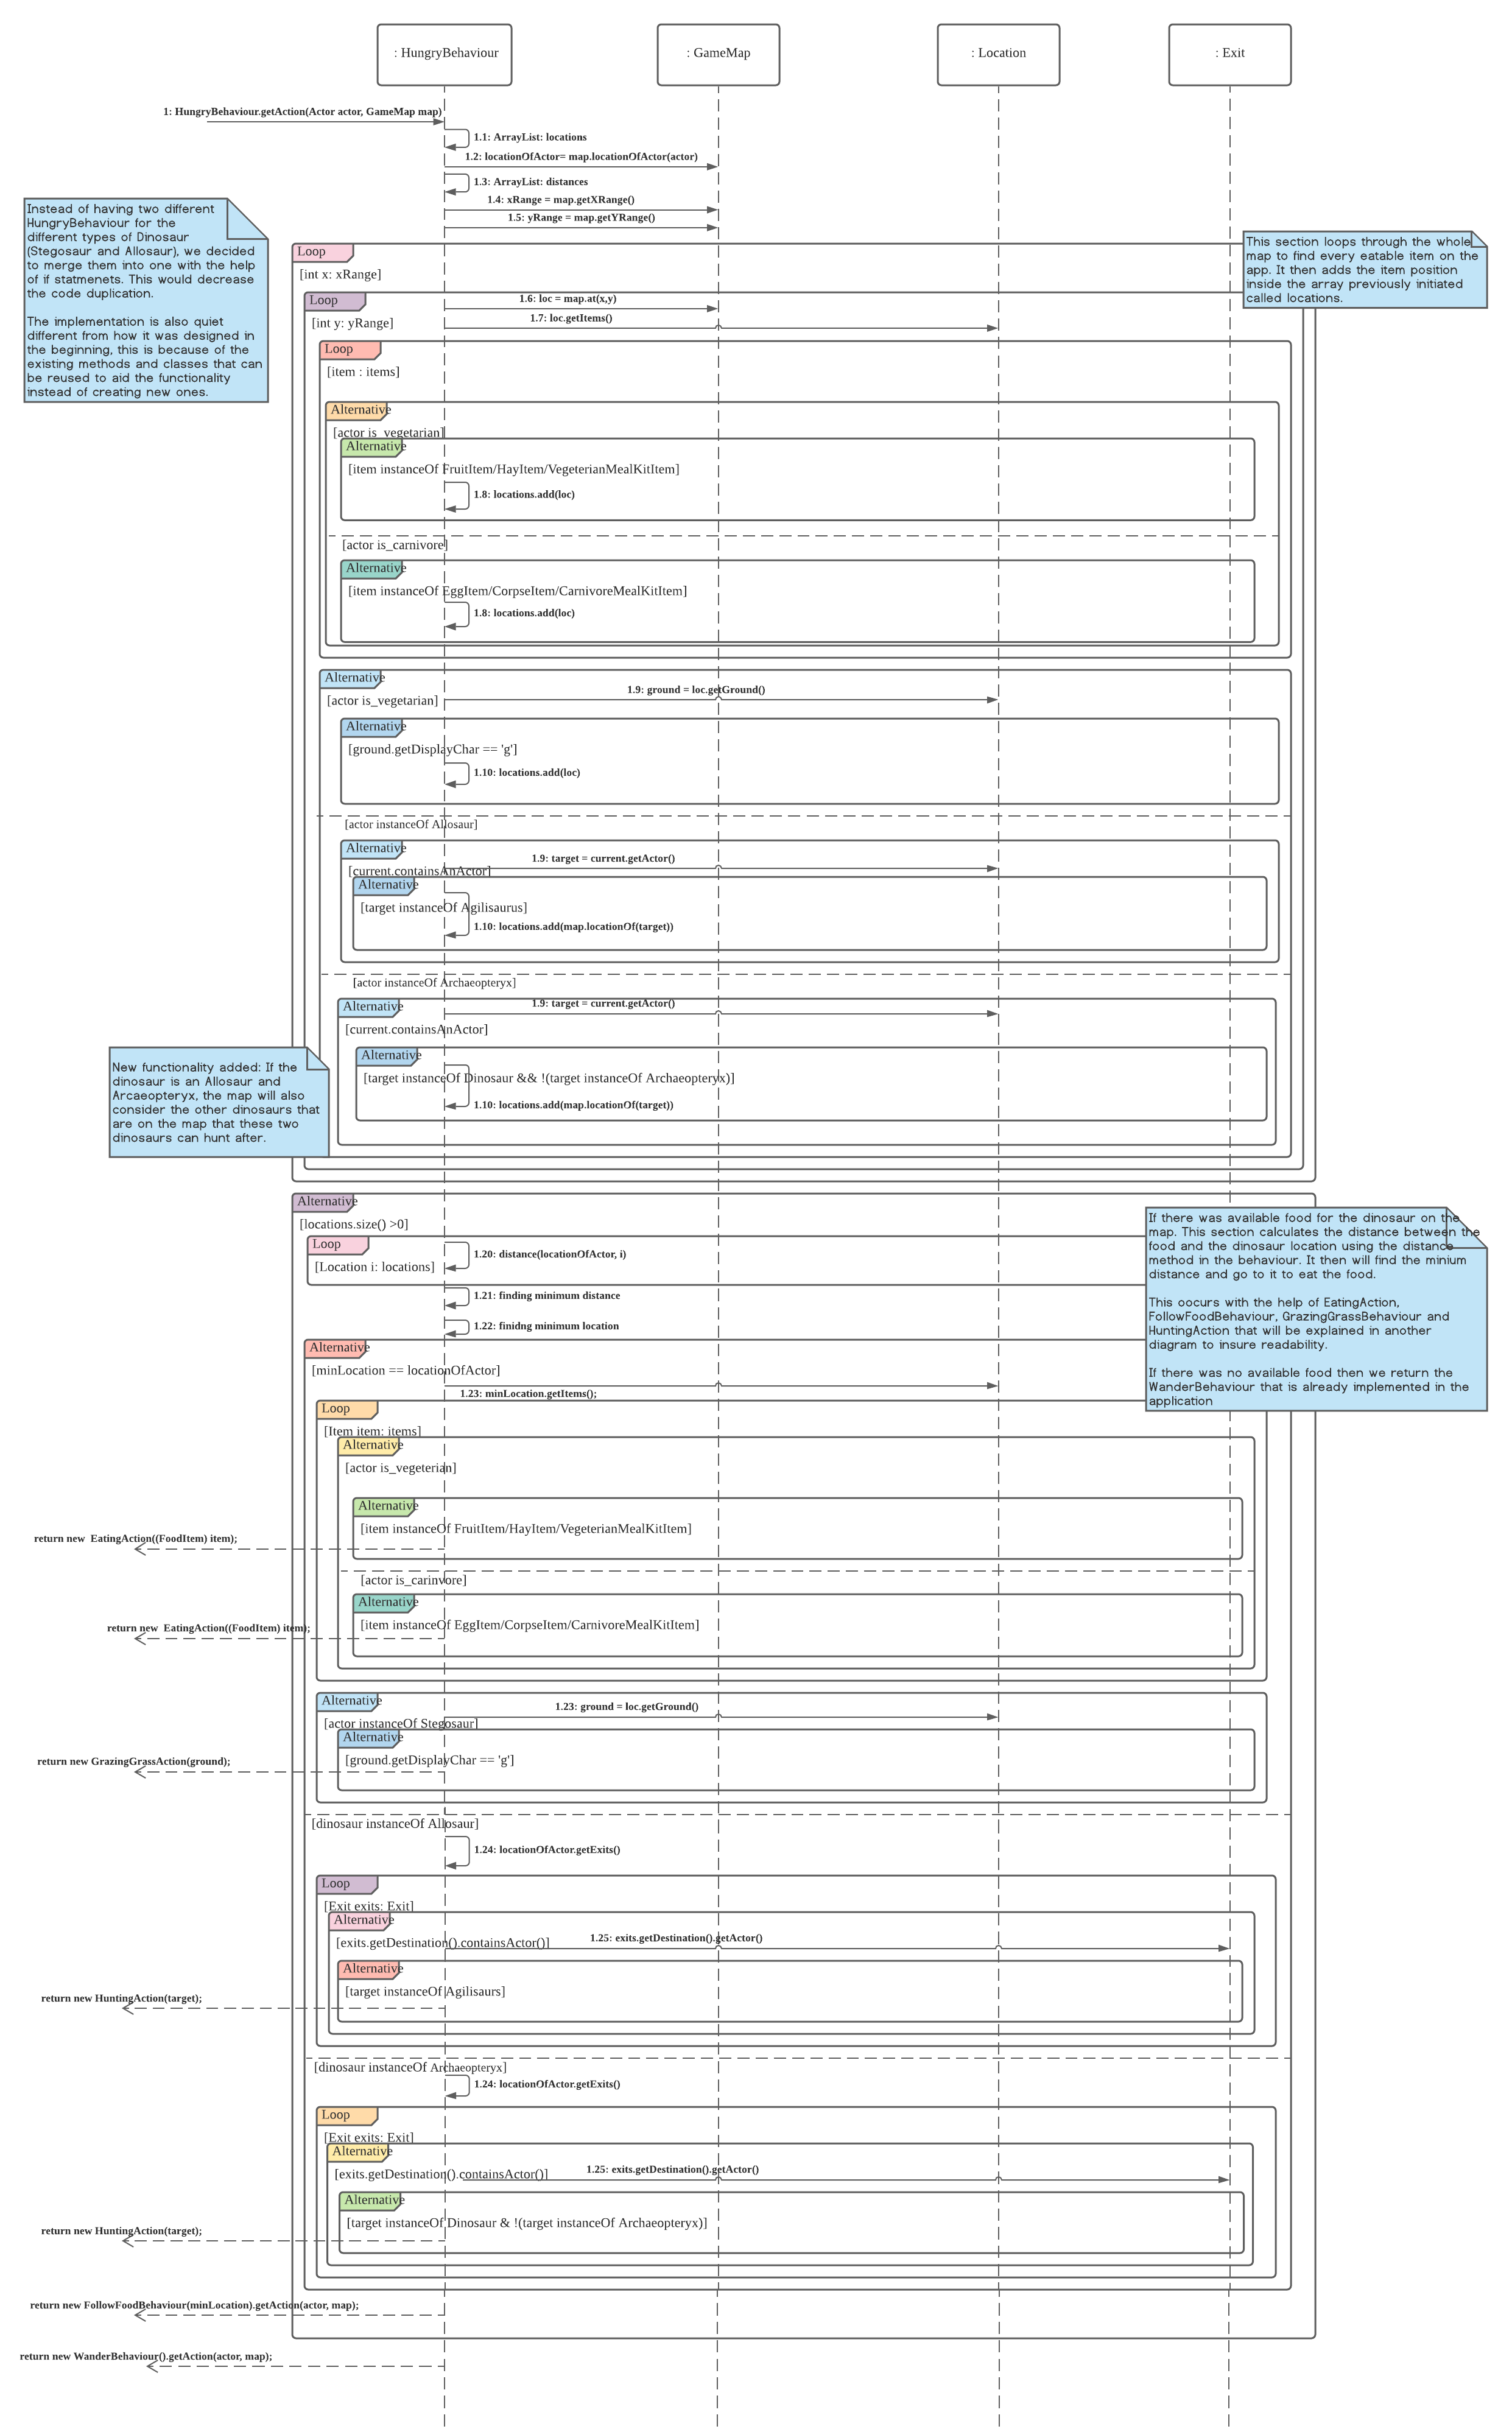 : HungryBehaviour
: GameMap
: Location
: Exit
1: HungryBehaviour.getAction(Actor actor, GameMap map)
1.1: ArrayList: locations
1.2: locationOfActor= map.locationOfActor(actor)
1.3: ArrayList: distances
1.4: xRange = map.getXRange()
1.5: yRange = map.getYRange()
Instead of having two different
HungryBehaviour for the
different types of Dinosaur
(Stegosaur and Allosaur), we decided
to merge them into one with the help
of if statmenets. This would decrease
the code duplication.
The implementation is also quiet
different from how it was designed in
the beginning, this is because of the
existing methods and classes that can
be reused to aid the functionality
instead of creating new ones.
This section loops through the whole
map to find every eatable item on the
app. It then adds the item position
inside the array previously initiated
called locations.
Loop
[int x: xRange]
Loop
[int y: yRange]
1.6: loc = map.at(x,y)
1.7: loc.getItems()
Loop
[item : items]
Alternative
[actor is_vegetarian]
Alternative
[item instanceOf FruitItem/HayItem/VegeterianMealKitItem]
1.8: locations.add(loc)
[actor is_carnivore]
Alternative
[item instanceOf EggItem/CorpseItem/CarnivoreMealKitItem]
1.8: locations.add(loc)
Alternative
[actor is_vegetarian]
1.9: ground = loc.getGround()
Alternative
[ground.getDisplayChar == 'g']
1.10: locations.add(loc)
[actor instanceOf Allosaur]
Alternative
[current.containsAnActor]
1.9: target = current.getActor()
Alternative
[target instanceOf Agilisaurus]
1.10: locations.add(map.locationOf(target))
[actor instanceOf Archaeopteryx]
Alternative
[current.containsAnActor]
1.9: target = current.getActor()
Alternative
[target instanceOf Dinosaur && !(target instanceOf Archaeopteryx)]
1.10: locations.add(map.locationOf(target))
New functionality added: If the
dinosaur is an Allosaur and
Arcaeopteryx, the map will also
consider the other dinosaurs that
are on the map that these two
dinosaurs can hunt after.
Alternative
[locations.size() >0]
Loop
[Location i: locations]
1.20: distance(locationOfActor, i)
1.21: finding minimum distance
1.22: finidng minimum location
If there was available food for the dinosaur on the
map. This section calculates the distance between the
food and the dinosaur location using the distance
method in the behaviour. It then will find the minium
distance and go to it to eat the food.
This oocurs with the help of EatingAction,
FollowFoodBehaviour, GrazingGrassBehaviour and
HuntingAction that will be explained in another
diagram to insure readability.
If there was no available food then we return the
WanderBehaviour that is already implemented in the
application
Alternative
[minLocation == locationOfActor]
1.23: minLocation.getItems();
Loop
[Item item: items]
Alternative
[actor is_vegeterian]
Alternative
[item instanceOf FruitItem/HayItem/VegeterianMealKitItem]
return new  EatingAction((FoodItem) item);
[actor is_carinvore]
Alternative
[item instanceOf EggItem/CorpseItem/CarnivoreMealKitItem]
return new  EatingAction((FoodItem) item);
Alternative
[actor instanceOf Stegosaur]
1.23: ground = loc.getGround()
Alternative
[ground.getDisplayChar == 'g']
return new GrazingGrassAction(ground);
[dinosaur instanceOf Allosaur]
1.24: locationOfActor.getExits()
Loop
[Exit exits: Exit]
Alternative
[exits.getDestination().containsActor()]
1.25: exits.getDestination().getActor()
Alternative
[target instanceOf Agilisaurs]
return new HuntingAction(target);
[dinosaur instanceOf Archaeopteryx]
1.24: locationOfActor.getExits()
Loop
[Exit exits: Exit]
Alternative
[exits.getDestination().containsActor()]
1.25: exits.getDestination().getActor()
Alternative
[target instanceOf Dinosaur & !(target instanceOf Archaeopteryx)]
return new HuntingAction(target);
return new FollowFoodBehaviour(minLocation).getAction(actor, map);
return new WanderBehaviour().getAction(actor, map);